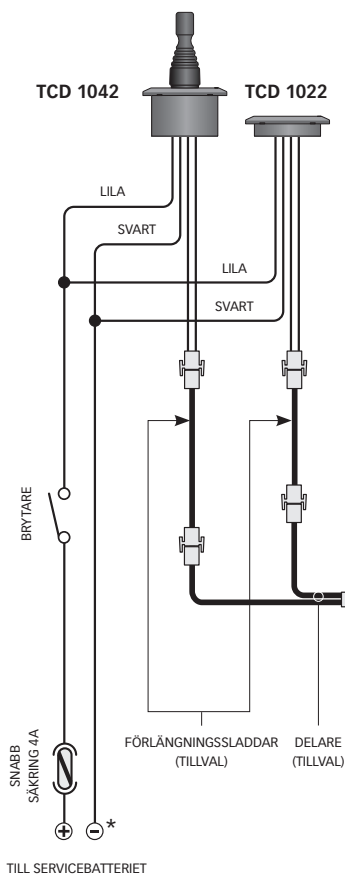 TCD 1042
TCD 1022
LILA
SVART
LILA
SVART
BRYTARE
SNABB
SÄKRING 4A
FÖRLÄNGNINGSSLADDAR
(TILLVAL)
DELARE
(TILLVAL)
+
- *
TILL SERVICEBATTERIET